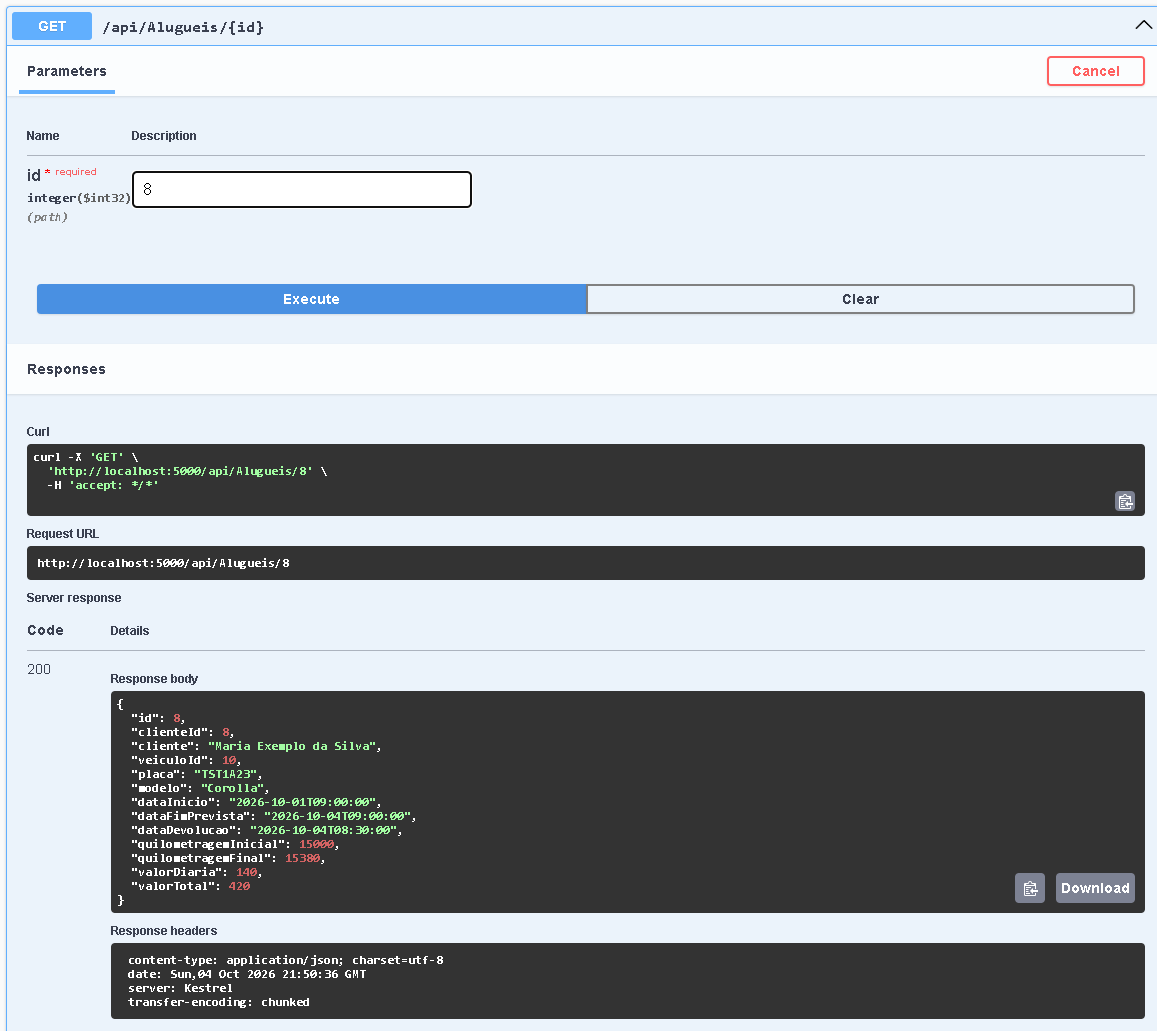 GET /api/Alugueis/{id}
Parameters
Cancel
Name Description
id * required
integer($int32)
(path)
8
Execute Clear
Responses
Curl
curl -X 'GET' \
  'http://localhost:5000/api/Alugueis/8' \
  -H 'accept: */*'
Request URL
http://localhost:5000/api/Alugueis/8
Server response
Code Details
200
Response body
{
  "id": 8,
  "clienteId": 8,
  "cliente": "Maria Exemplo da Silva",
  "veiculoId": 10,
  "placa": "TST1A23",
  "modelo": "Corolla",
  "dataInicio": "2026-10-01T09:00:00",
  "dataFimPrevista": "2026-10-04T09:00:00",
  "dataDevolucao": "2026-10-04T08:30:00",
  "quilometragemInicial": 15000,
  "quilometragemFinal": 15380,
  "valorDiaria": 140,
  "valorTotal": 420
}
Download
Response headers
content-type: application/json; charset=utf-8
date: Sun,04 Oct 2026 21:50:36 GMT
server: Kestrel
transfer-encoding: chunked